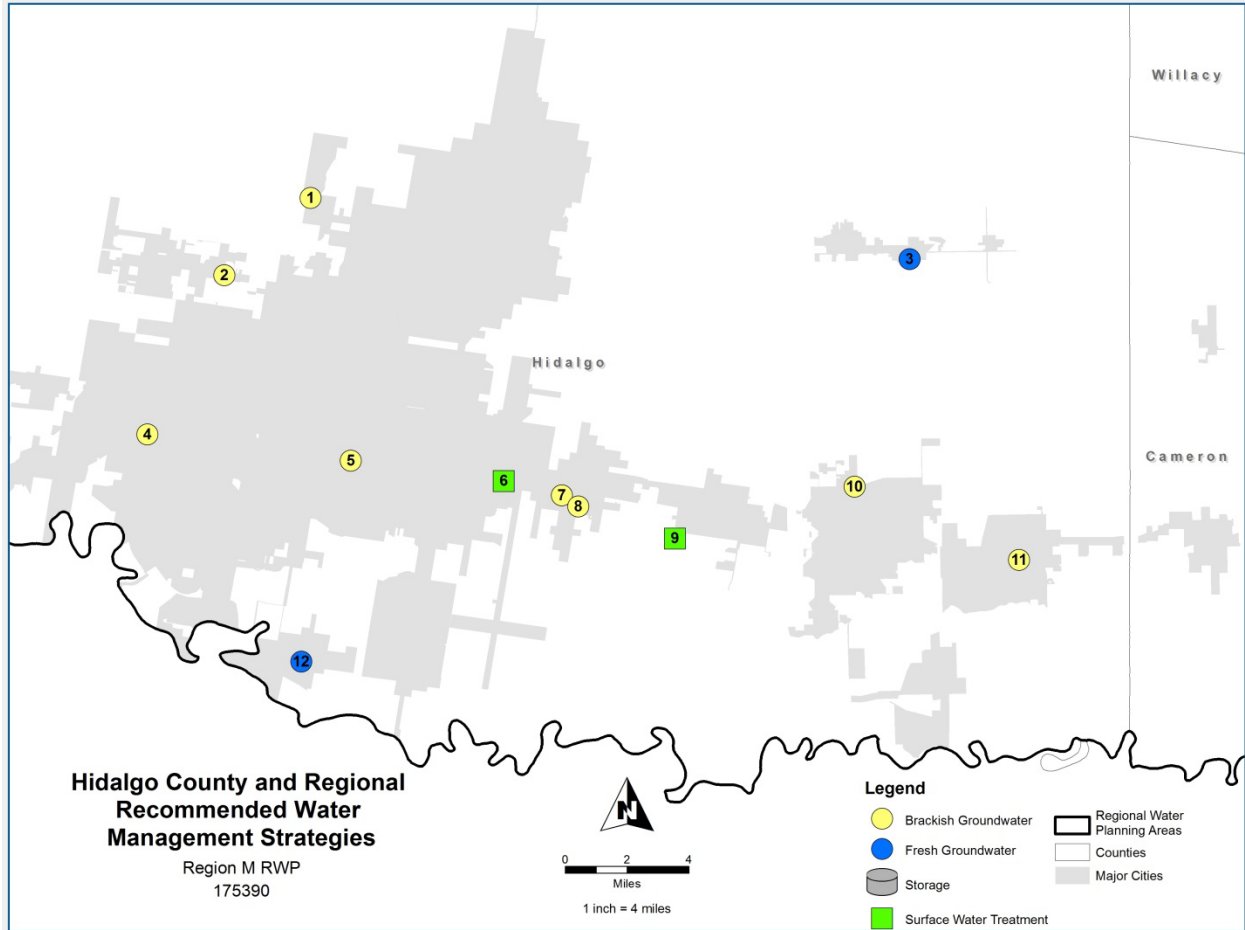 Willacy
1
2
3
Hidalgo
4
5
Cameron
6
7
8
10
9
11
12
Hidalgo County and Regional
Recommended Water
Management Strategies
Region M RWP
175390
N
0 2 4
Miles
1 inch = 4 miles
Legend
Brackish Groundwater
Fresh Groundwater
Storage
Surface Water Treatment
Regional Water
Planning Areas
Counties
Major Cities